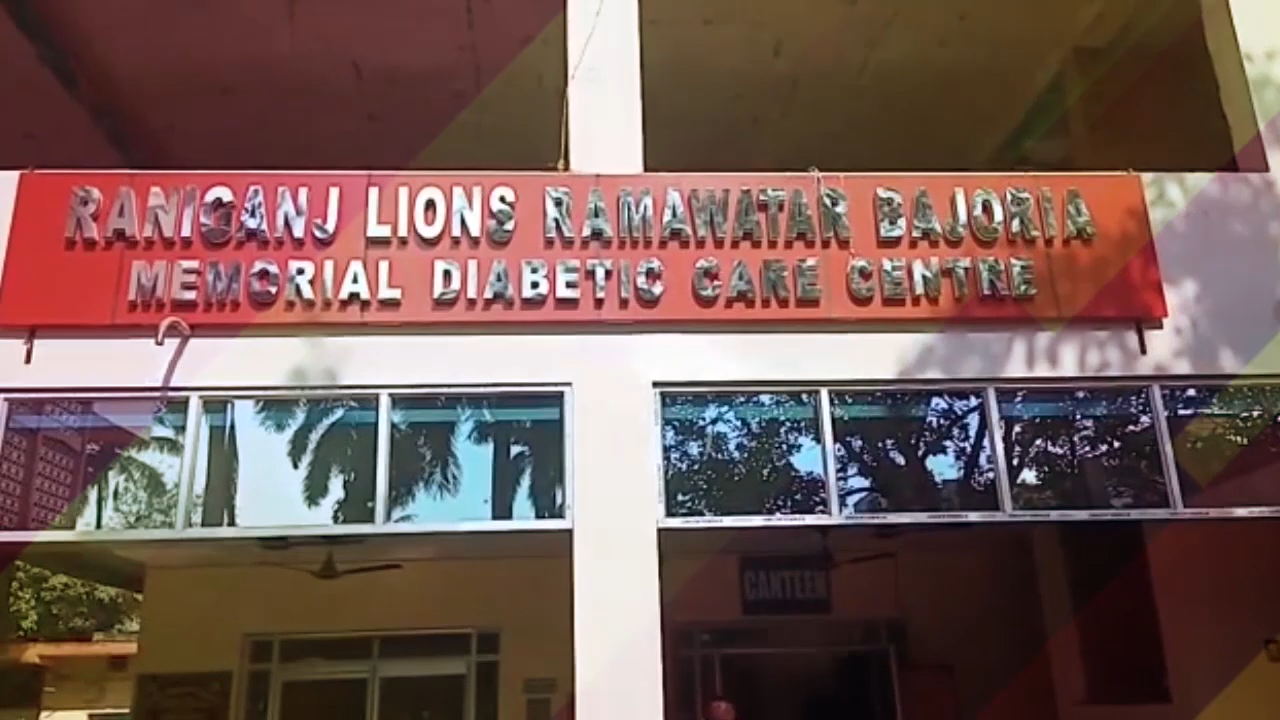 RANIGANJ LIONS RAMAWATAR BAJORIA
MEMORIAL DIABETIC CARE CENTRE
CANTEEN